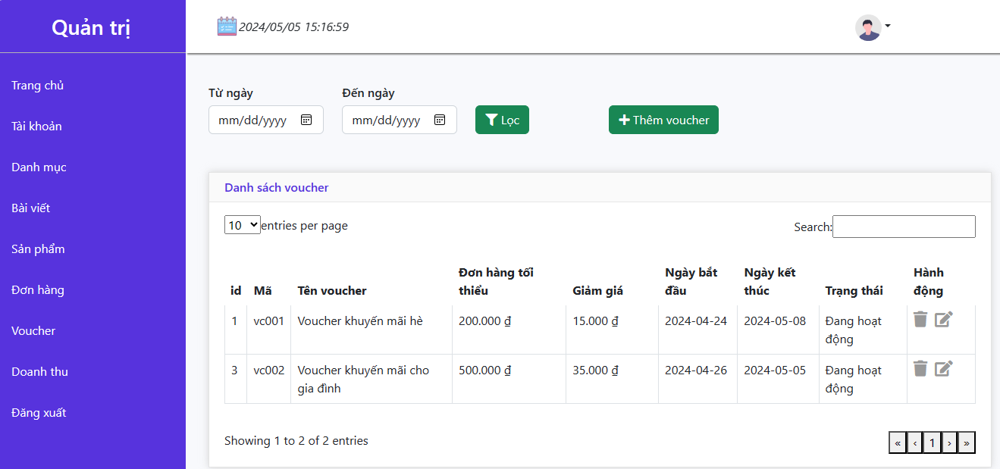 Quản trị
2024/05/05 15:16:59
Trang chủ
Tài khoản
Danh mục
Bài viết
Sản phẩm
Đơn hàng
Voucher
Doanh thu
Đăng xuất
Từ ngày
Đến ngày
mm/dd/yyyy
mm/dd/yyyy
Lọc
Thêm voucher
Danh sách voucher
10 entries per page
Search:
id Mã Tên voucher Đơn hàng tối thiểu Giảm giá Ngày bắt đầu Ngày kết thúc Trạng thái Hành động
1 vc001 Voucher khuyến mãi hè 200.000 ₫ 15.000 ₫ 2024-04-24 2024-05-08 Đang hoạt động
3 vc002 Voucher khuyến mãi cho gia đình 500.000 ₫ 35.000 ₫ 2024-04-26 2024-05-05 Đang hoạt động
Showing 1 to 2 of 2 entries
« ‹ 1 › »